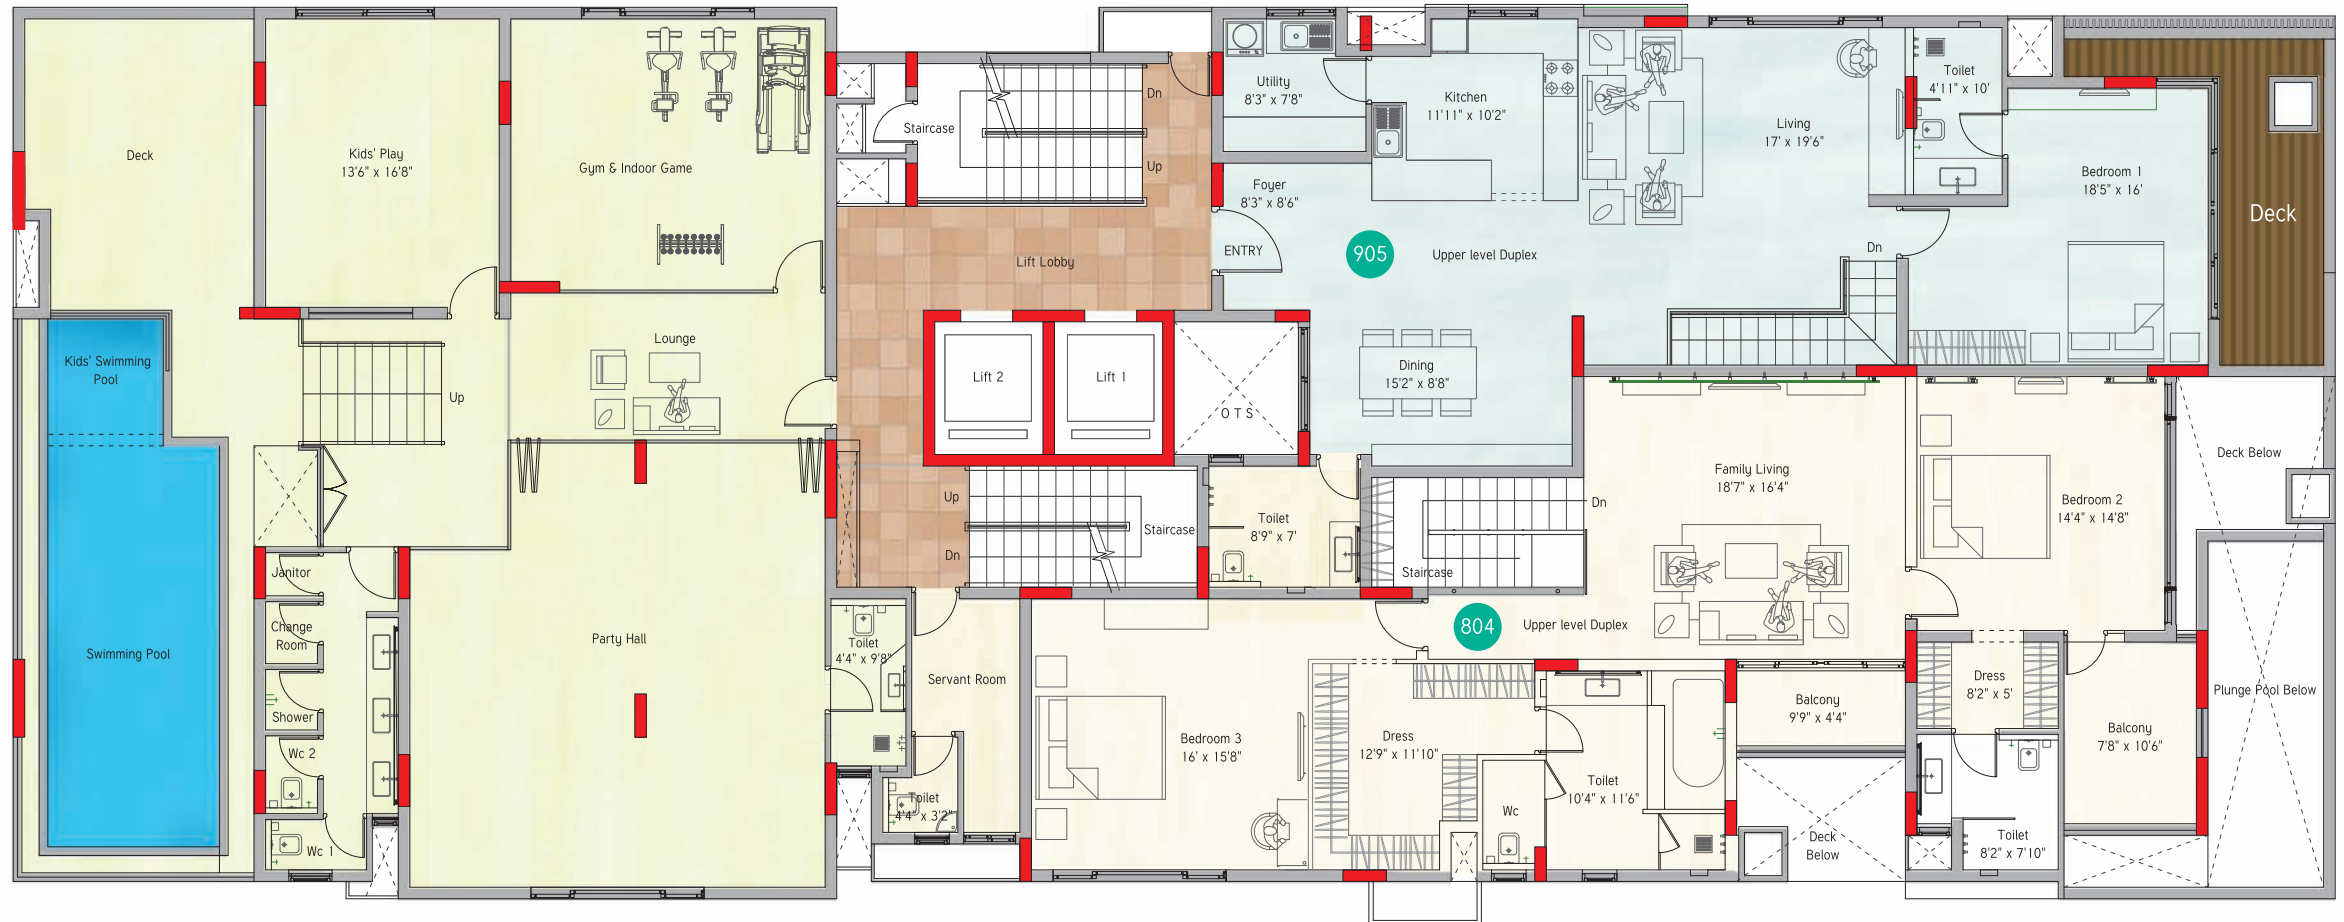 Deck
Kids' Play
13'6" x 16'8"
Gym & Indoor Game
Staircase
Dn
Up
Utility
8'3" x 7'8"
Kitchen
11'11" x 10'2"
Living
17' x 19'6"
Toilet
4'11" x 10'
Bedroom 1
18'5" x 16'
Deck
Foyer
8'3" x 8'6"
ENTRY
905
Upper level Duplex
Dn
Lift Lobby
Kids' Swimming
Pool
Up
Lounge
Lift 2
Lift 1
O T S
Dining
15'2" x 8'8"
Family Living
18'7" x 16'4"
Bedroom 2
14'4" x 14'8"
Deck Below
Up
Dn
Staircase
Toilet
8'9" x 7'
Dn
Staircase
Janitor
Change
Room
Shower
Wc 2
Wc 1
Swimming Pool
Party Hall
Toilet
4'4" x 9'8"
Servant Room
Toilet
4'4" x 3'2"
804
Upper level Duplex
Bedroom 3
16' x 15'8"
Dress
12'9" x 11'10"
Wc
Toilet
10'4" x 11'6"
Balcony
9'9" x 4'4"
Deck
Below
Dress
8'2" x 5'
Balcony
7'8" x 10'6"
Toilet
8'2" x 7'10"
Plunge Pool Below